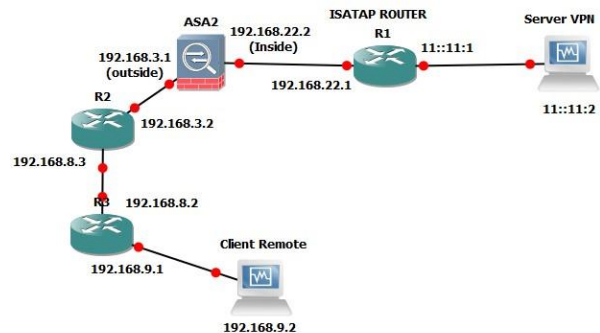 ASA2
192.168.22.2
(Inside)
ISATAP ROUTER
R1
11::11:1
Server VPN
192.168.3.1
(outside)
192.168.22.1
11::11:2
R2
192.168.3.2
192.168.8.3
R3
192.168.8.2
192.168.9.1
Client Remote
192.168.9.2